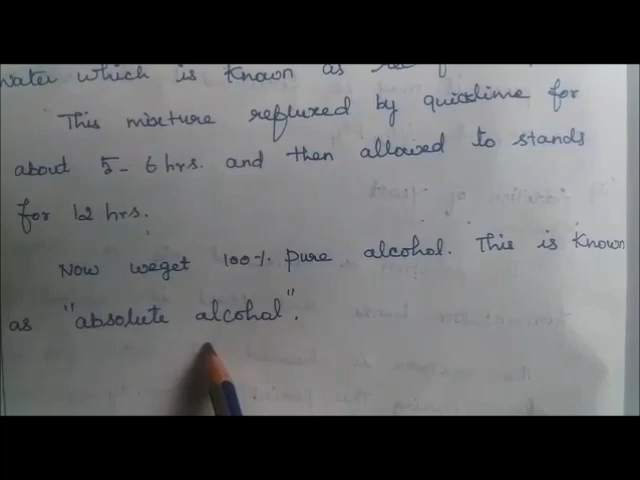 water which is known as
This mixture refluxed by quicklime for
about 5-6 hrs. and then allowed to stands
for 12 hrs.
Now weget 100% pure alcohol. This is known
as "absolute alcohol".